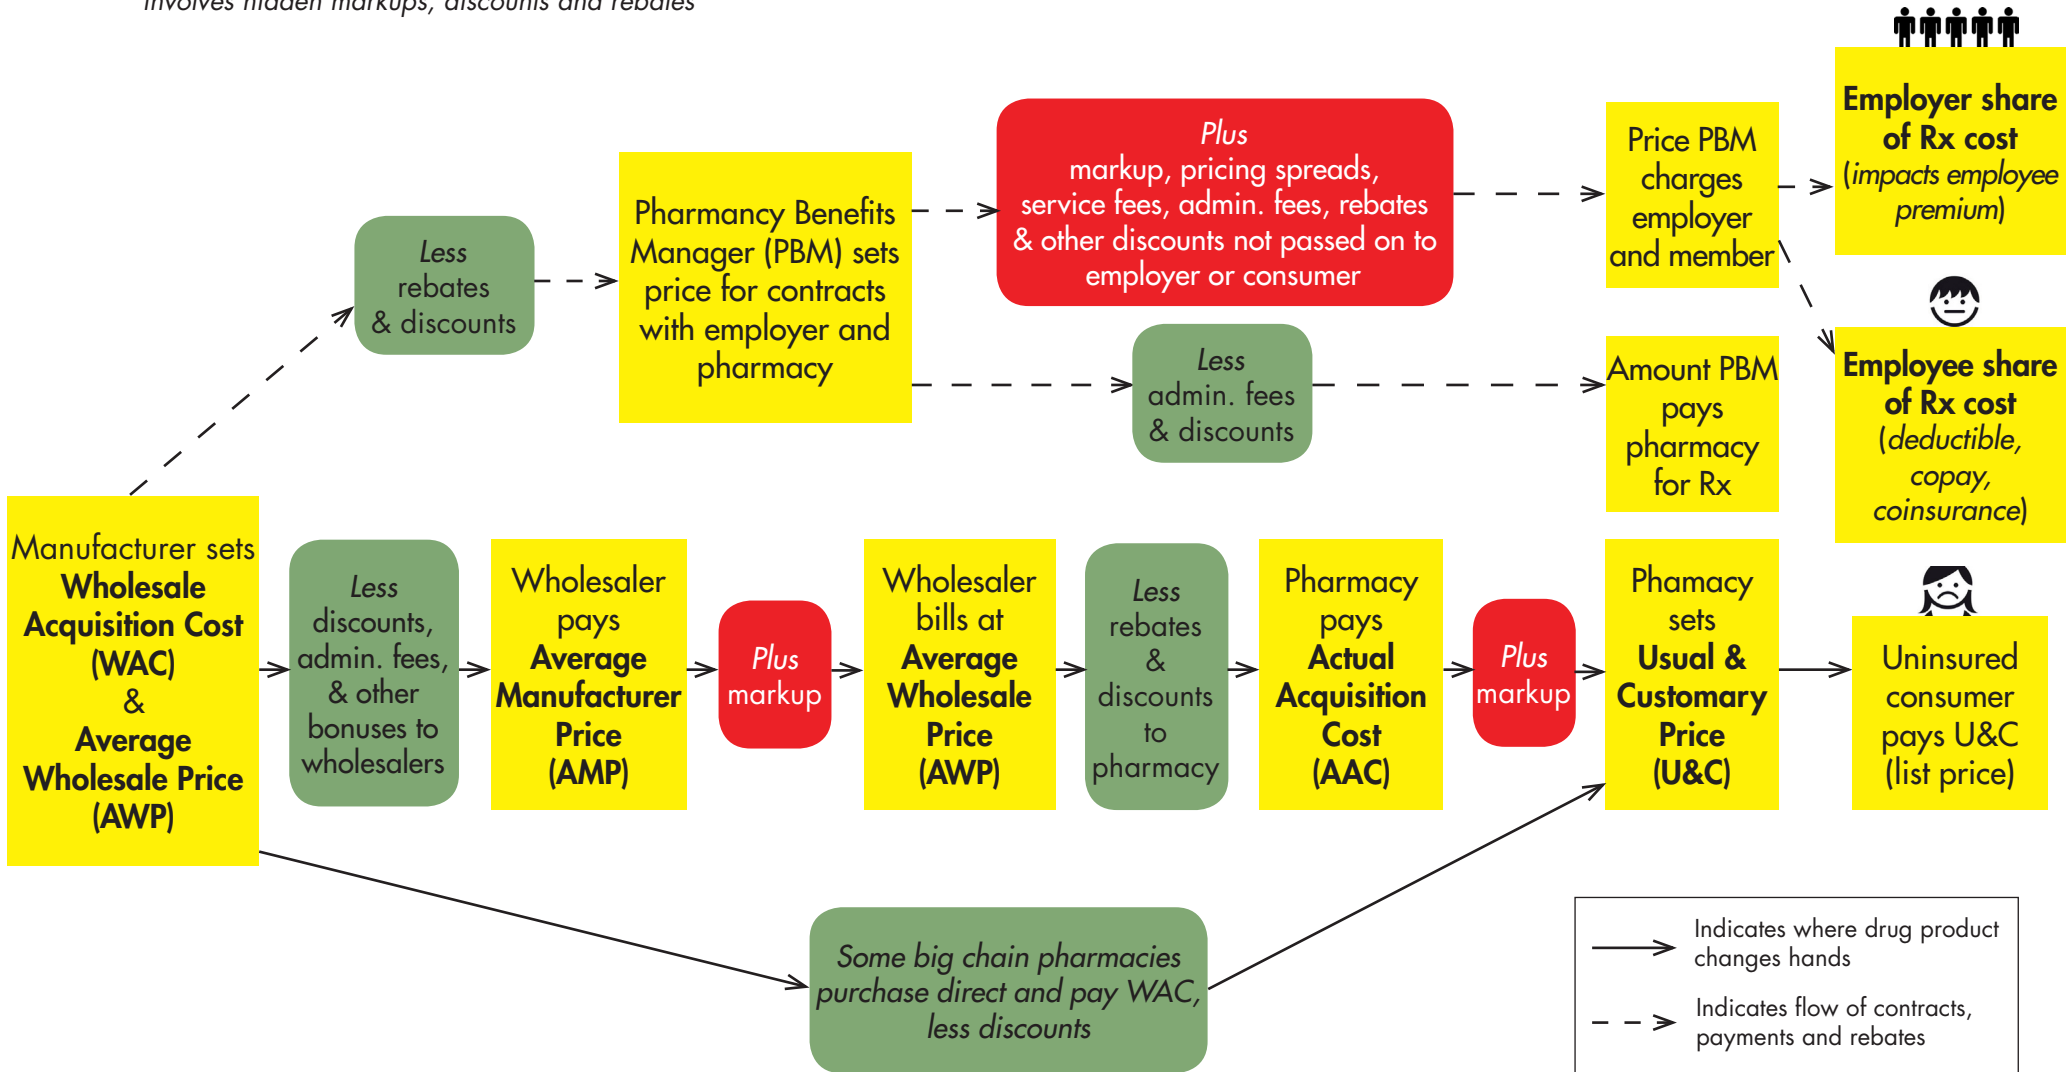 involves hidden markups, discounts and rebates
Less
rebates
& discounts
Pharmancy Benefits
Manager (PBM) sets
price for contracts
with employer and
pharmacy
Plus
markup, pricing spreads,
service fees, admin. fees, rebates
& other discounts not passed on to
employer or consumer
Less
admin. fees
& discounts
Price PBM
charges
employer
and member
Amount PBM
pays
pharmacy
for Rx
Employer share
of Rx cost
(impacts employee
premium)
Employee share
of Rx cost
(deductible,
copay,
coinsurance)
Manufacturer sets
Wholesale
Acquisition Cost
(WAC)
&
Average
Wholesale Price
(AWP)
Less
discounts,
admin. fees,
& other
bonuses to
wholesalers
Wholesaler
pays
Average
Manufacturer
Price
(AMP)
Plus
markup
Wholesaler
bills at
Average
Wholesale
Price
(AWP)
Less
rebates
&
discounts
to
pharmacy
Pharmacy
pays
Actual
Acquisition
Cost
(AAC)
Plus
markup
Phamacy
sets
Usual &
Customary
Price
(U&C)
Uninsured
consumer
pays U&C
(list price)
Some big chain pharmacies
purchase direct and pay WAC,
less discounts
Indicates where drug product
changes hands
Indicates flow of contracts,
payments and rebates